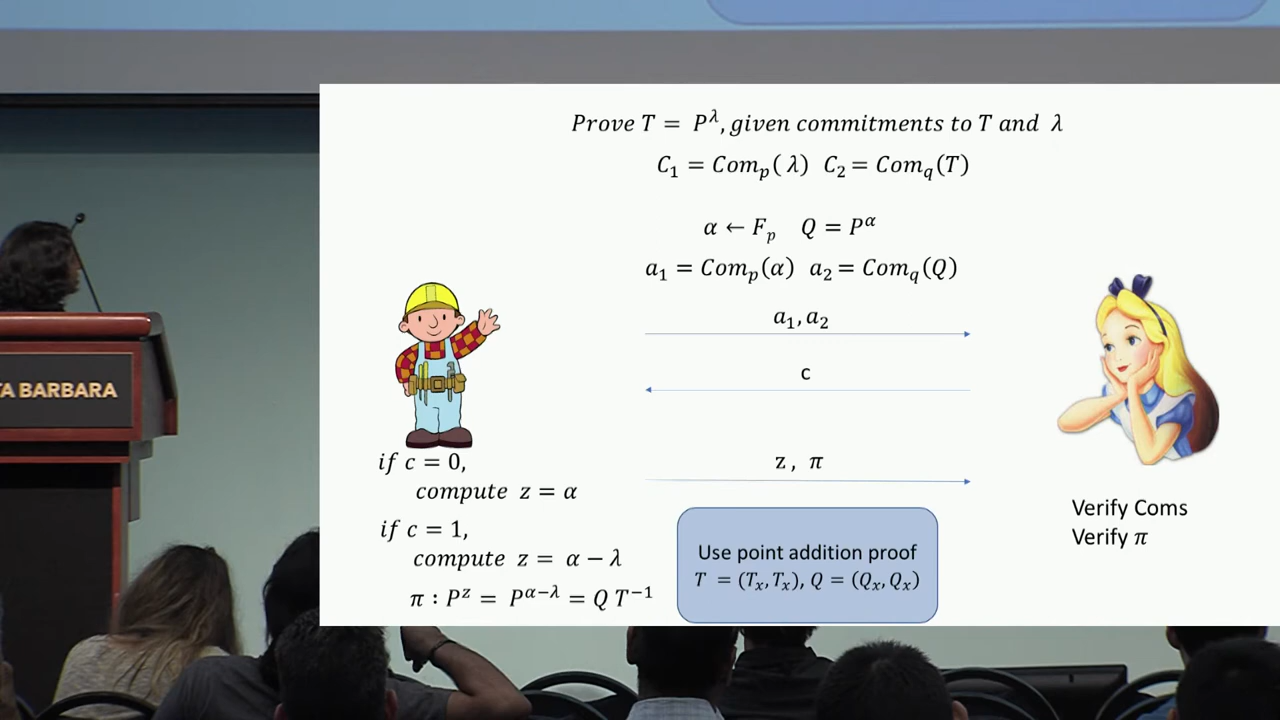 Prove T = P^λ, given commitments to T and λ
C₁ = Com_p(λ) C₂ = Com_q(T)
α ← F_p Q = P^α
a₁ = Com_p(α) a₂ = Com_q(Q)
a₁, a₂
c
z, π
if c = 0,
compute z = α
if c = 1,
compute z = α − λ
π : P^z = P^{α−λ} = Q T⁻¹
Use point addition proof
T = (T_x, T_x), Q = (Q_x, Q_x)
Verify Coms
Verify π
A BARBARA